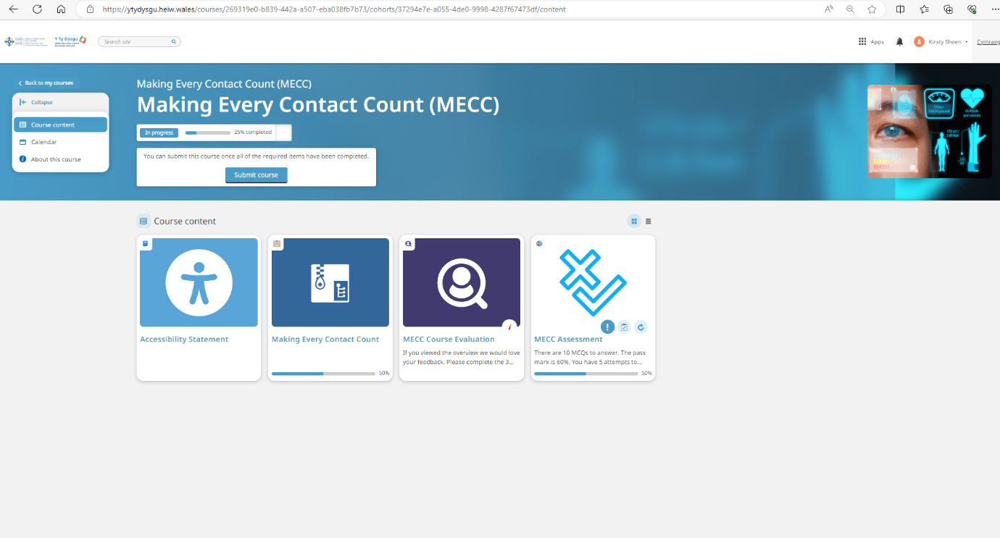 https://ytydysgu.heiw.wales/courses/269319e0-b839-442a-a507-eba038fb7b73/cohorts/37294e7e-a055-4de0-9998-4287f67473df/content
Y Ty Dysgu
Search site
Apps
Kirsty Sheen
Cymraeg
Back to my courses
Collapse
Course content
Calendar
About this course
Making Every Contact Count (MECC)
Making Every Contact Count (MECC)
In progress
25% completed
You can submit this course once all of the required items have been completed.
Submit course
60 beats
per minute
Course content
Accessibility Statement
Making Every Contact Count
50%
MECC Course Evaluation
If you viewed the overview we would love
your feedback. Please complete the 3...
MECC Assessment
There are 10 MCQs to answer. The pass
mark is 60%. You have 5 attempts to...
50%